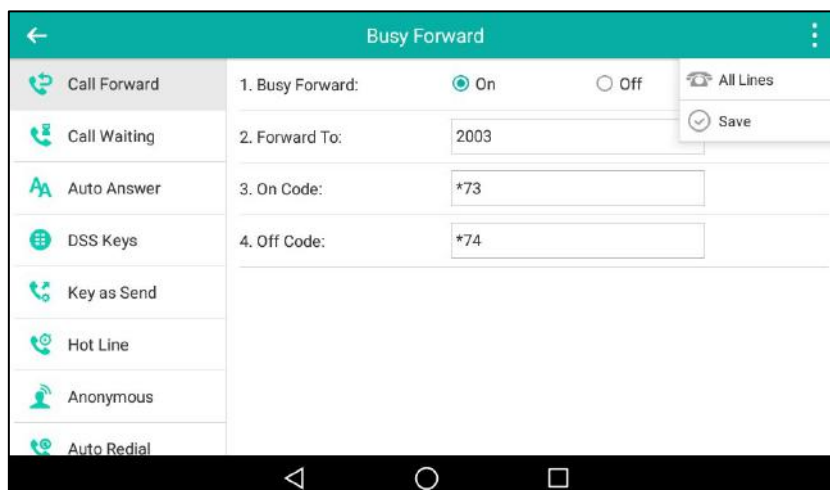 Busy Forward
Call Forward
1. Busy Forward: On Off
All Lines
Save
Call Waiting
2. Forward To: 2003
Auto Answer
3. On Code: *73
DSS Keys
4. Off Code: *74
Key as Send
Hot Line
Anonymous
Auto Redial